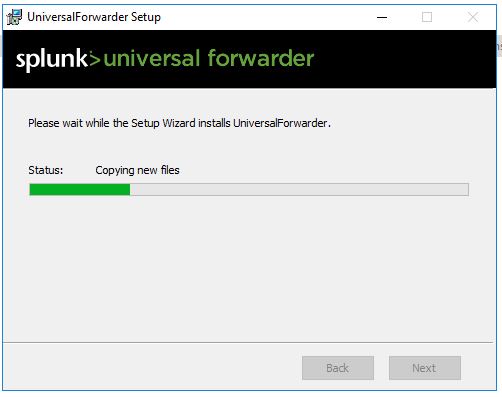 UniversalForwarder Setup
splunk>universal forwarder
Please wait while the Setup Wizard installs UniversalForwarder.
Status: Copying new files
Back Next